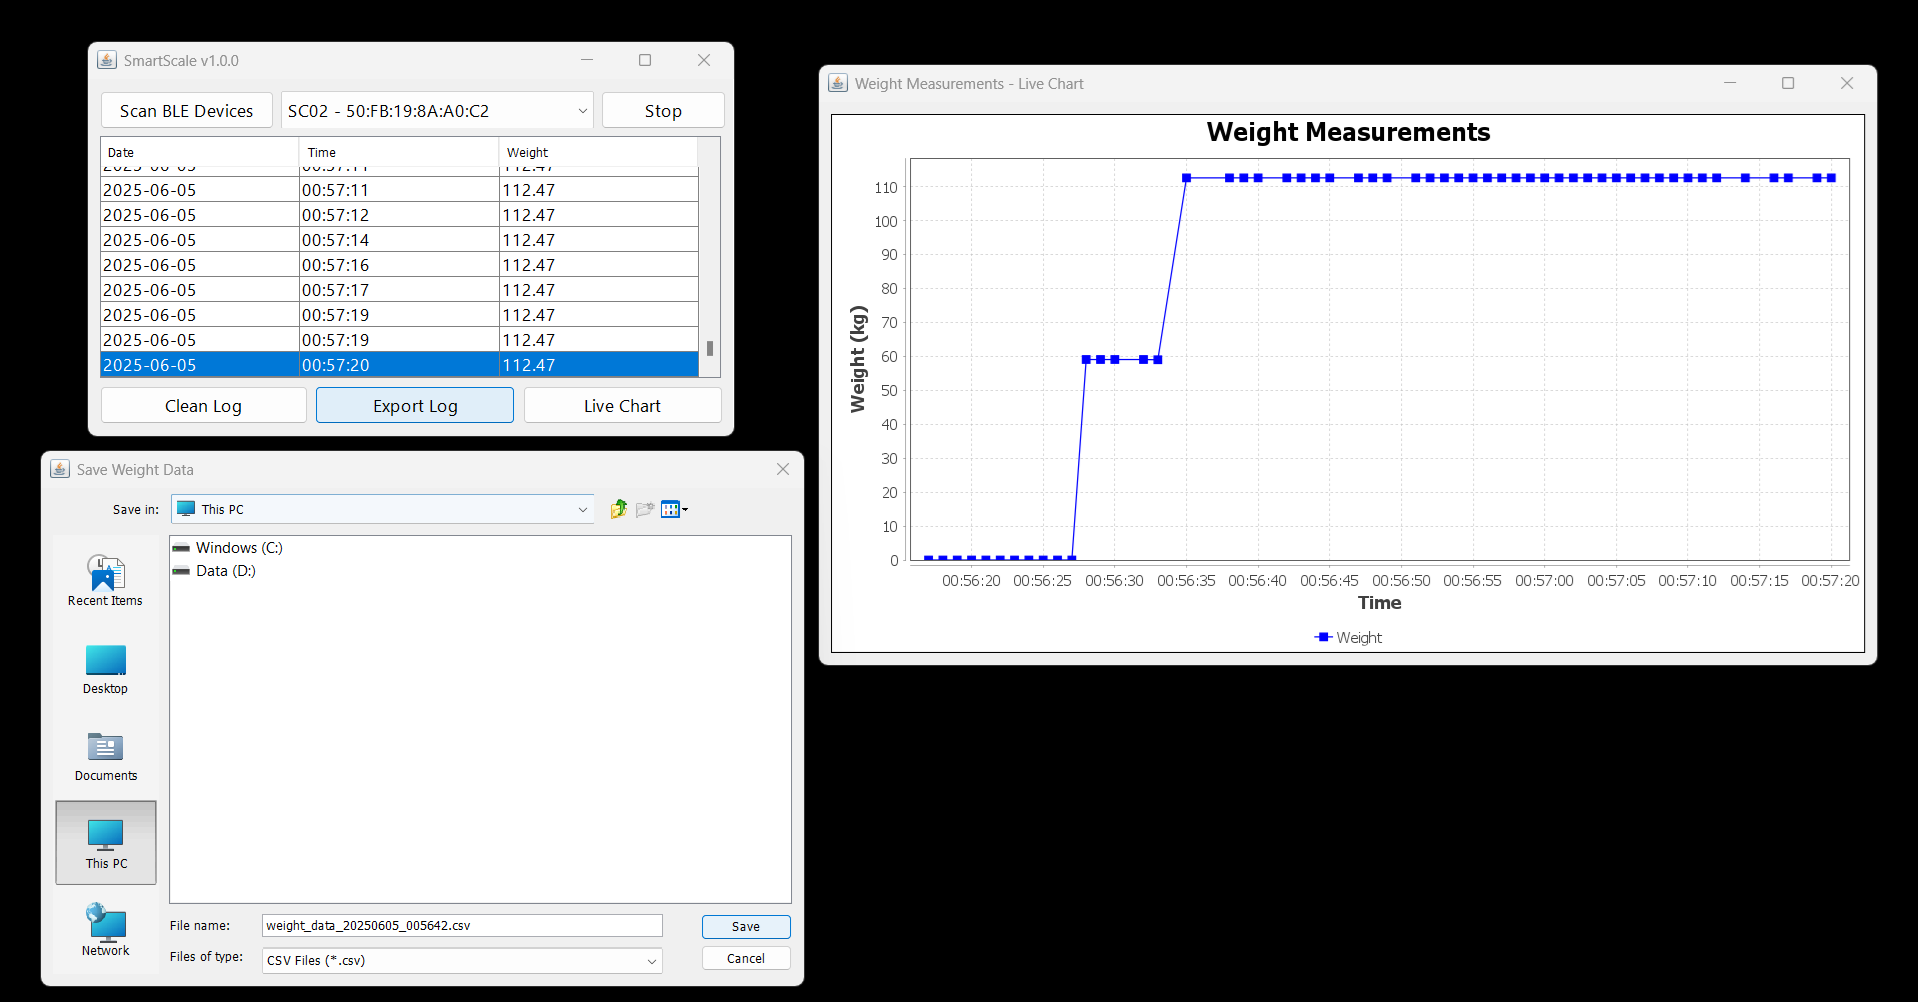 SmartScale v1.0.0
Scan BLE Devices
SC02 - 50:FB:19:8A:A0:C2
Stop
Date Time Weight
2025-06-05 00:57:11 112.47
2025-06-05 00:57:11 112.47
2025-06-05 00:57:12 112.47
2025-06-05 00:57:14 112.47
2025-06-05 00:57:16 112.47
2025-06-05 00:57:17 112.47
2025-06-05 00:57:19 112.47
2025-06-05 00:57:19 112.47
2025-06-05 00:57:20 112.47
Clean Log
Export Log
Live Chart
Save Weight Data
Save in:
This PC
Windows (C:)
Data (D:)
Recent Items
Desktop
Documents
This PC
Network
File name:
weight_data_20250605_005642.csv
Save
Files of type:
CSV Files (*.csv)
Cancel
Weight Measurements - Live Chart
Weight Measurements
Weight (kg)
110
100
90
80
70
60
50
40
30
20
10
0
00:56:20 00:56:25 00:56:30 00:56:35 00:56:40 00:56:45 00:56:50 00:56:55 00:57:00 00:57:05 00:57:10 00:57:15 00:57:20
Time
Weight